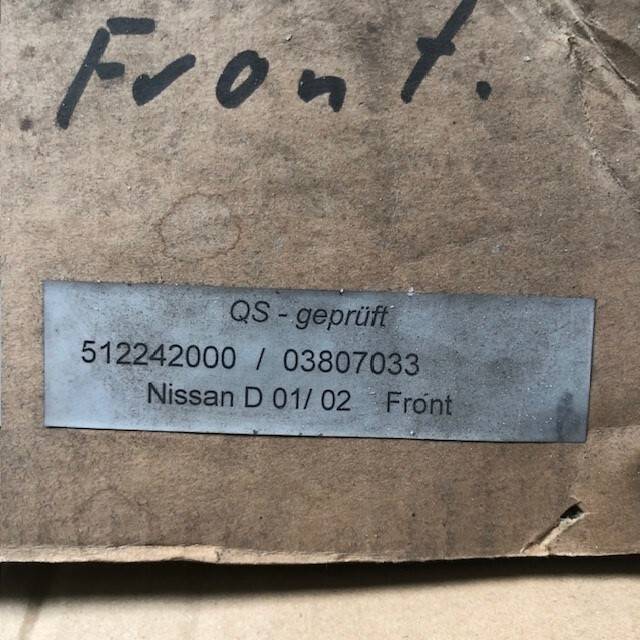 Front.
QS - geprüft
512242000 / 03807033
Nissan D 01/ 02 Front